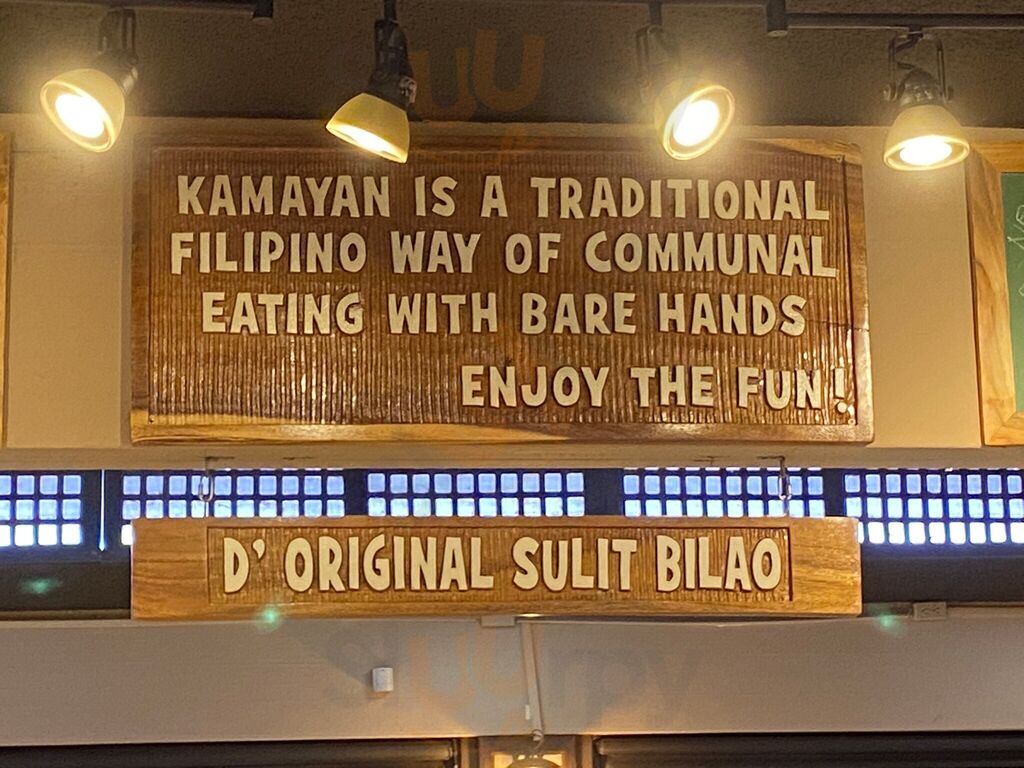 KAMAYAN IS A TRADITIONAL
FILIPINO WAY OF COMMUNAL
EATING WITH BARE HANDS
ENJOY THE FUN!
D' ORIGINAL SULIT BILAO